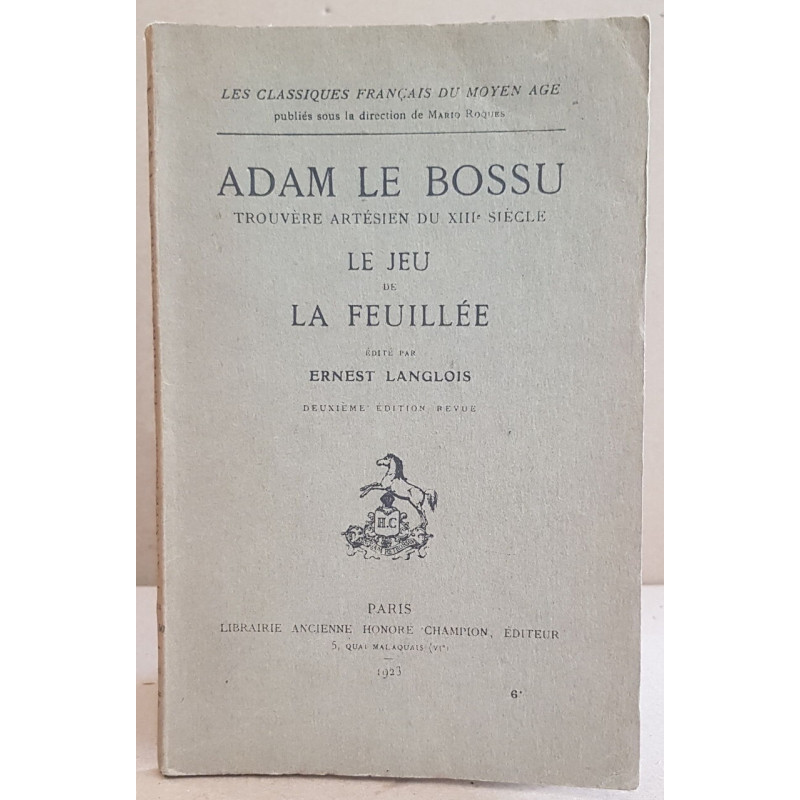 LES CLASSIQUES FRANÇAIS DU MOYEN AGE
publiés sous la direction de MARIO ROQUES
ADAM LE BOSSU
TROUVÈRE ARTÉSIEN DU XIIIe SIÈCLE
LE JEU
DE
LA FEUILLÉE
ÉDITÉ PAR
ERNEST LANGLOIS
DEUXIÈME ÉDITION REVUE
H.C
PARIS
LIBRAIRIE ANCIENNE HONORÉ CHAMPION, ÉDITEUR
5, QUAI MALAQUAIS (VIe)
1923
6*